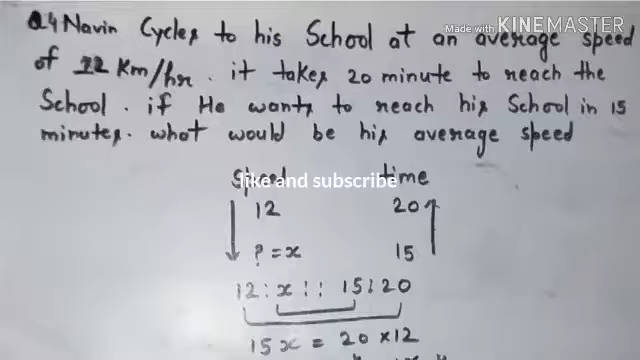 Made with KINEMASTER
Q4 Navin Cycles to his School at an average speed
of 12 Km/hr. it takes 20 minute to reach the
School. if He wants to reach his School in 15
minutes. what would be his average speed
speed time
like and subscribe
12 20
? = x 15
12 : x :: 15 : 20
15x = 20 × 12